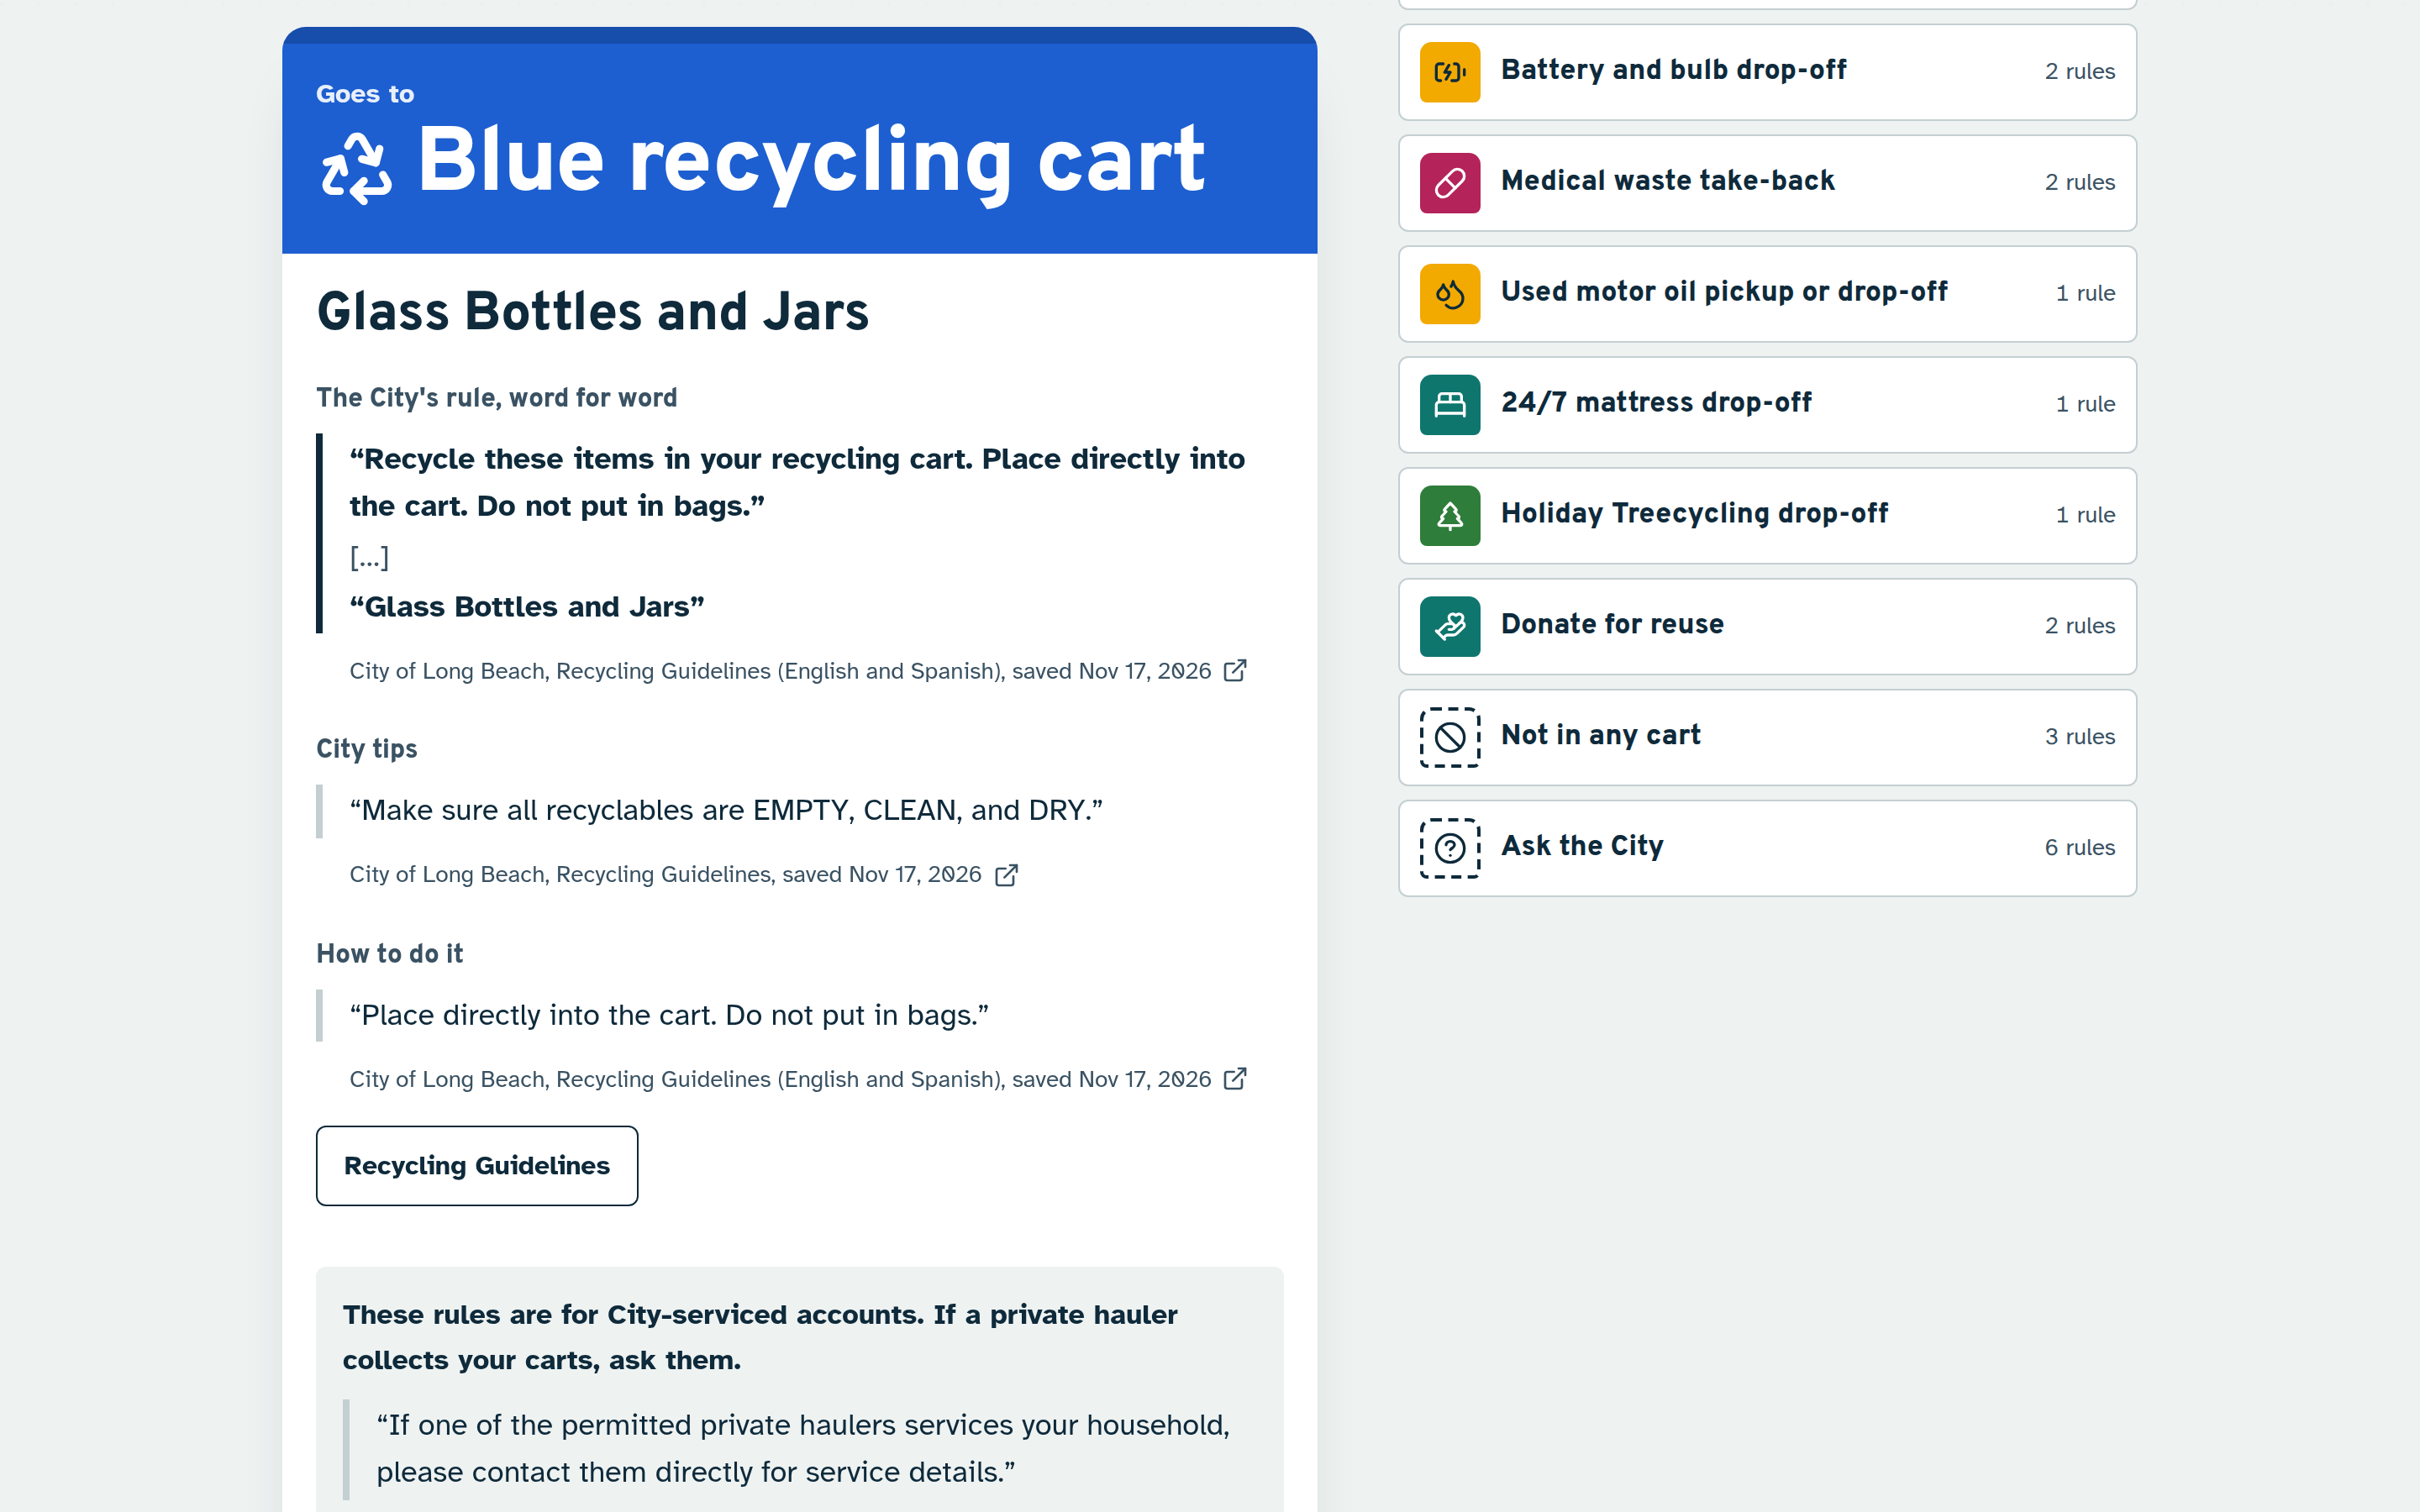 Goes to
Blue recycling cart
Glass Bottles and Jars
The City's rule, word for word
“Recycle these items in your recycling cart. Place directly into
the cart. Do not put in bags.”
[...]
“Glass Bottles and Jars”
City of Long Beach, Recycling Guidelines (English and Spanish), saved Nov 17, 2026
City tips
“Make sure all recyclables are EMPTY, CLEAN, and DRY.”
City of Long Beach, Recycling Guidelines, saved Nov 17, 2026
How to do it
“Place directly into the cart. Do not put in bags.”
City of Long Beach, Recycling Guidelines (English and Spanish), saved Nov 17, 2026
Recycling Guidelines
These rules are for City-serviced accounts. If a private hauler
collects your carts, ask them.
“If one of the permitted private haulers services your household,
please contact them directly for service details.”
Battery and bulb drop-off 2 rules
Medical waste take-back 2 rules
Used motor oil pickup or drop-off 1 rule
24/7 mattress drop-off 1 rule
Holiday Treecycling drop-off 1 rule
Donate for reuse 2 rules
Not in any cart 3 rules
Ask the City 6 rules